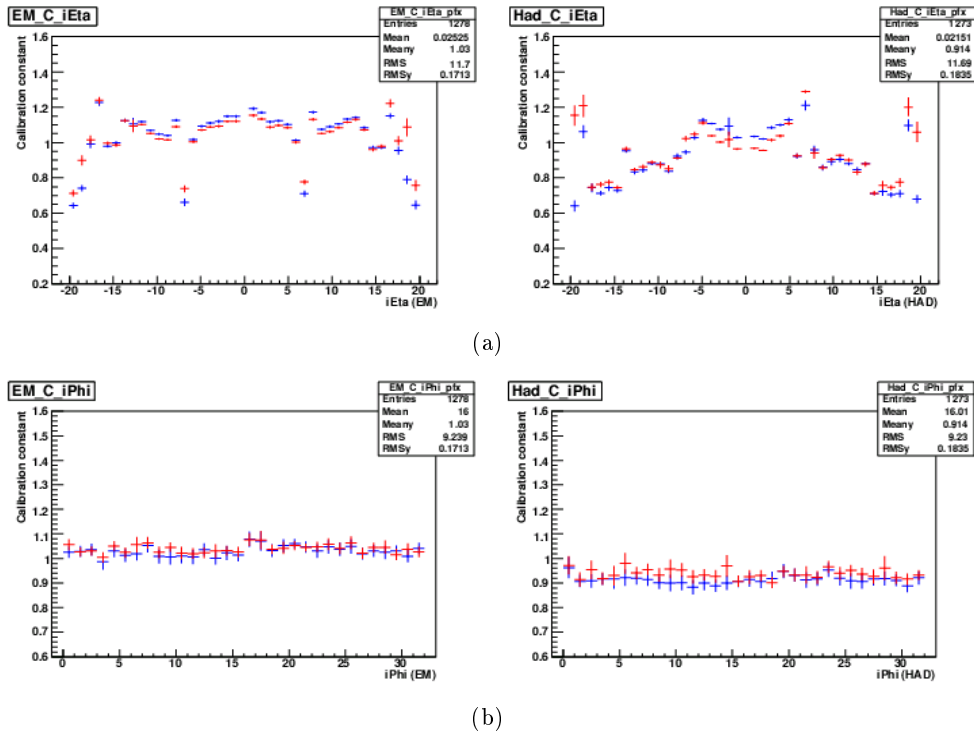 EM_C_iEta
EM_C_iEta_pfx
Entries 1278
Mean 0.02525
Meany 1.03
RMS 11.7
RMSy 0.1713
Calibration constant
1.6
1.4
1.2
1
0.8
0.6
0.4
0.2
-20 -15 -10 -5 0 5 10 15 20
iEta (EM)
Had_C_iEta
Had_C_iEta_pfx
Entries 1273
Mean 0.02151
Meany 0.914
RMS 11.69
RMSy 0.1835
Calibration constant
1.6
1.4
1.2
1
0.8
0.6
0.4
0.2
-20 -15 -10 -5 0 5 10 15 20
iEta (HAD)
(a)
EM_C_iPhi
EM_C_iPhi_pfx
Entries 1278
Mean 16
Meany 1.03
RMS 9.239
RMSy 0.1713
Calibration constant
1.6
1.5
1.4
1.3
1.2
1.1
1
0.9
0.8
0.7
0.6
0 5 10 15 20 25 30
iPhi (EM)
Had_C_iPhi
Had_C_iPhi_pfx
Entries 1273
Mean 16.01
Meany 0.914
RMS 9.23
RMSy 0.1835
Calibration constant
1.6
1.5
1.4
1.3
1.2
1.1
1
0.9
0.8
0.7
0.6
0 5 10 15 20 25 30
iPhi (HAD)
(b)